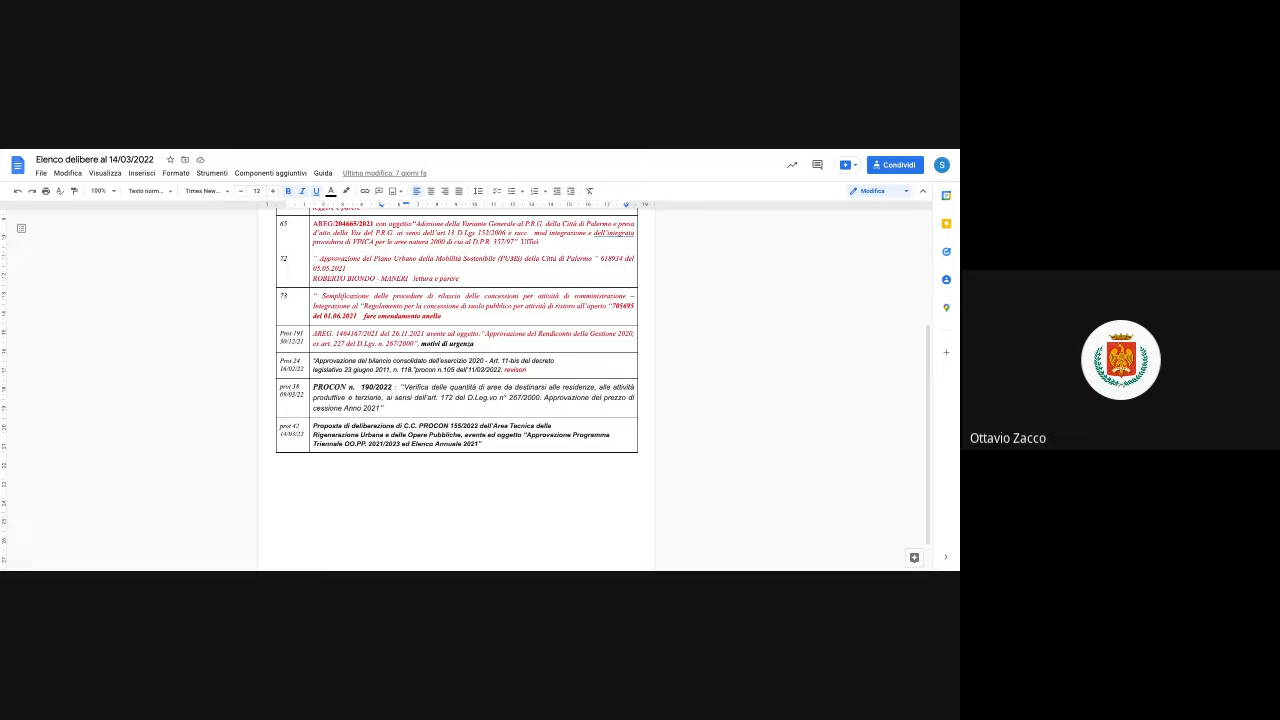 Elenco delibere al 14/03/2022
File Modifica Visualizza Inserisci Formato Strumenti Componenti aggiuntivi Guida Ultima modifica: 7 giorni fa
Condividi
S
100% Testo norm... Times New... 12 Modifica
leggere e parere
65 AREG/204665/2021 con oggetto:“Adozione della Variante Generale al P.R.G. della Città di Palermo e presa
d’atto della Vas del P.R.G. ai sensi dell’art.13 D.Lgs 152/2006 e succ. mod integrazione e dell’integrata
procedura di VINCA per le aree natura 2000 di cui al D.P.R. 357/97” Uffici
72 “ Approvazione del Piano Urbano della Mobilità Sostenibile (PUMS) della Città di Palermo “ 618934 del
05.05.2021
ROBERTO BIONDO - MANERI lettura e parere
73 “ Semplificazione delle procedure di rilascio delle concessioni per attività di somministrazione –
Integrazione al “Regolamento per la concessione di suolo pubblico per attività di ristoro all’aperto “705695
del 01.06.2021 fare emendamento anello
Prot 191 AREG. 1464167/2021 del 26.11.2021 avente ad oggetto:“Approvazione del Rendiconto della Gestione 2020,
30/12/21 ex art. 227 del D.Lgs. n. 267/2000”, motivi di urgenza
Prot 24 “Approvazione del bilancio consolidato dell’esercizio 2020 - Art. 11-bis del decreto
16/02/22 legislativo 23 giugno 2011, n. 118.”procon n.105 dell’11/02/2022. revisori
prot 38 PROCON n. 190/2022 : “Verifica delle quantità di aree da destinarsi alle residenze, alle attività
09/03/22 produttive e terziarie, ai sensi dell’art. 172 del D.Leg.vo n° 267/2000. Approvazione del prezzo di
cessione Anno 2021”
prot 42 Proposta di deliberazione di C.C. PROCON 155/2022 dell’Area Tecnica della
14/03/22 Rigenerazione Urbana e delle Opere Pubbliche, avente ad oggetto “Approvazione Programma
Triennale OO.PP. 2021/2023 ed Elenco Annuale 2021”
Ottavio Zacco